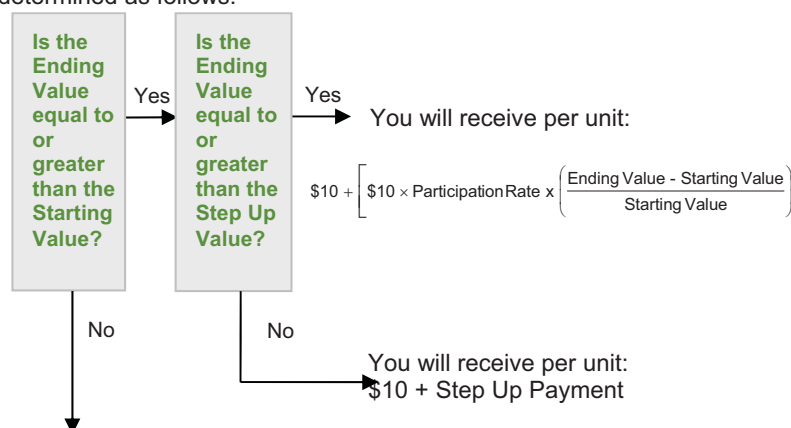 determined as follows:
Is the
Ending
Value
equal to
or
greater
than the
Starting
Value?
Yes
Is the
Ending
Value
equal to
or
greater
than the
Step Up
Value?
Yes
You will receive per unit:
$10 + [ $10 × Participation Rate x ( Ending Value - Starting Value / Starting Value )
No
No
You will receive per unit:
$10 + Step Up Payment